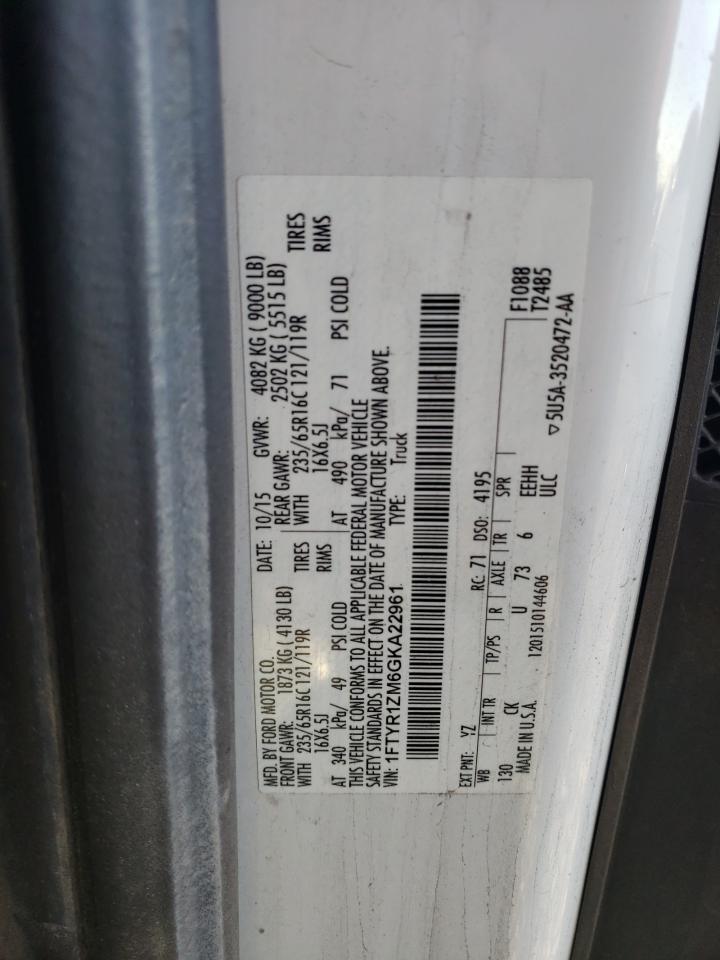 MFD. BY FORD MOTOR CO.
DATE: 10/15 GVWR: 4082 KG ( 9000 LB)
FRONT GAWR: 1873 KG ( 4130 LB)
REAR GAWR: 2502 KG ( 5515 LB)
WITH 235/65R16C 121/119R TIRES
WITH 235/65R16C 121/119R TIRES
16X6.5J RIMS
16X6.5J RIMS
AT 340 kPa/ 49 PSI COLD
AT 490 kPa/ 71 PSI COLD
THIS VEHICLE CONFORMS TO ALL APPLICABLE FEDERAL MOTOR VEHICLE
SAFETY STANDARDS IN EFFECT ON THE DATE OF MANUFACTURE SHOWN ABOVE.
VIN: 1FTYR1ZM6GKA22961 TYPE: Truck
EXT PNT: YZ RC: 71 DSO: 4195
WB INT TR TP/PS R AXLE TR SPR F1088
T2485
130 CK U 73 6 EEHH
MADE IN U.S.A. 1201510144606 ULC
▽5U5A-3520472-AA